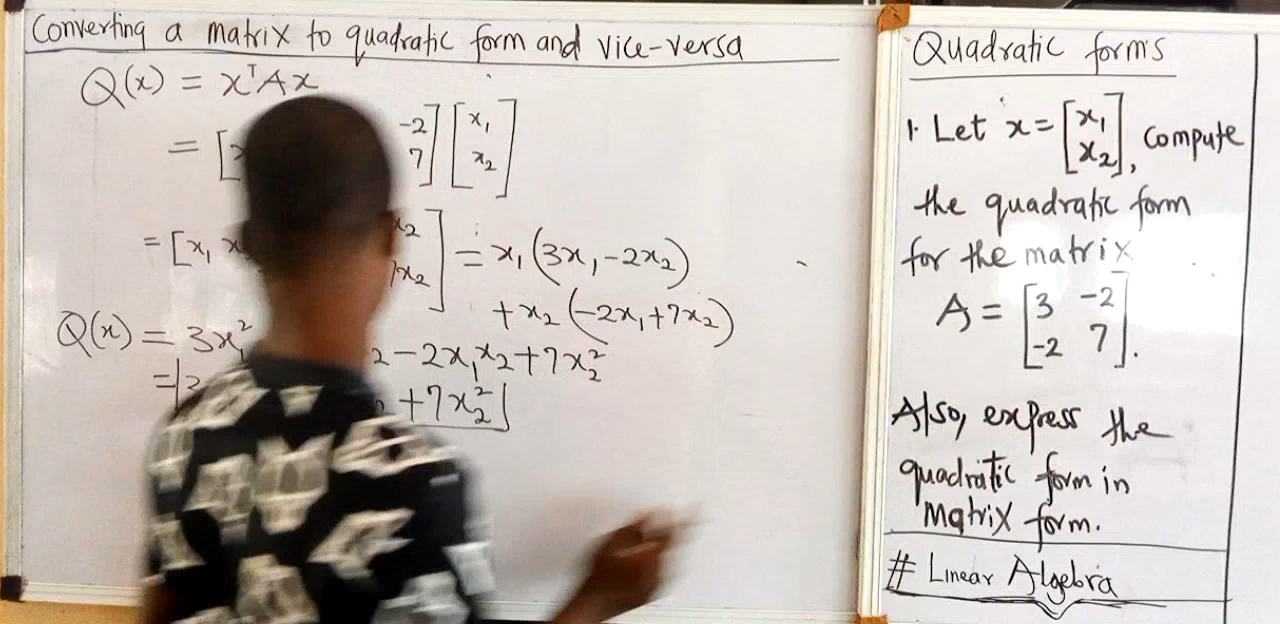 Converting a matrix to quadratic form and vice-versa
Q(x) = xᵀAx
= [ -2 7] [x₁ x₂]
= [x₁ x₂ 7x₂] = x₁(3x₁-2x₂)
+ x₂(-2x₁+7x₂)
Q(x) = 3x₁² ₂ - 2x₁x₂+7x₂²
= +7x₂²
Quadratic forms
1. Let x = [x₁ x₂], compute
the quadratic form
for the matrix
A = [3 -2
-2 7].
Also, express the
quadratic form in
Matrix form.
# Linear Algebra